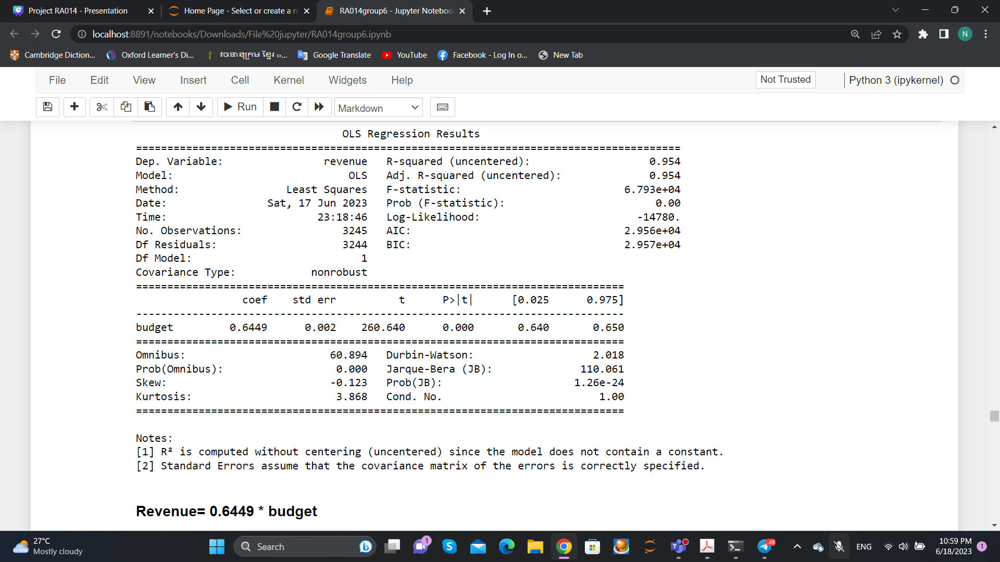 Project RA014 - Presentation
Home Page - Select or create a n
RA014group6 - Jupyter Notebook
localhost:8891/notebooks/Downloads/File%20jupyter/RA014group6.ipynb
N
Cambridge Diction...
Oxford Learner's Di...
វចនានុក្រម ខ្មែរ ‹›...
Google Translate
YouTube
Facebook - Log In o...
New Tab
File Edit View Insert Cell Kernel Widgets Help
Not Trusted
Python 3 (ipykernel)
Run
Markdown
OLS Regression Results
==============================================================================
Dep. Variable: revenue R-squared (uncentered): 0.954
Model: OLS Adj. R-squared (uncentered): 0.954
Method: Least Squares F-statistic: 6.793e+04
Date: Sat, 17 Jun 2023 Prob (F-statistic): 0.00
Time: 23:18:46 Log-Likelihood: -14780.
No. Observations: 3245 AIC: 2.956e+04
Df Residuals: 3244 BIC: 2.957e+04
Df Model: 1
Covariance Type: nonrobust
==============================================================================
coef std err t P>|t| [0.025 0.975]
------------------------------------------------------------------------------
budget 0.6449 0.002 260.640 0.000 0.640 0.650
==============================================================================
Omnibus: 60.894 Durbin-Watson: 2.018
Prob(Omnibus): 0.000 Jarque-Bera (JB): 110.061
Skew: -0.123 Prob(JB): 1.26e-24
Kurtosis: 3.868 Cond. No. 1.00
==============================================================================
Notes:
[1] R² is computed without centering (uncentered) since the model does not contain a constant.
[2] Standard Errors assume that the covariance matrix of the errors is correctly specified.
Revenue= 0.6449 * budget
27°C
Mostly cloudy
Search
1
48
ENG
10:59 PM
6/18/2023
1